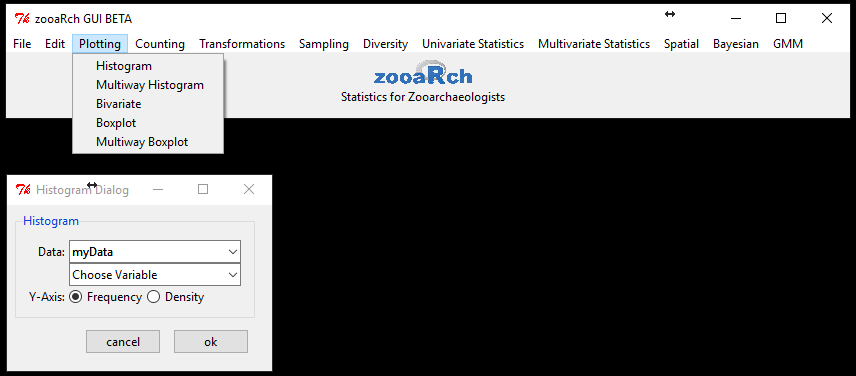 zooaRch GUI BETA
File Edit Plotting Counting Transformations Sampling Diversity Univariate Statistics Multivariate Statistics Spatial Bayesian GMM
Histogram
Multiway Histogram
Bivariate
Boxplot
Multiway Boxplot
zooaRch
Statistics for Zooarchaeologists
Histogram Dialog
Histogram
Data: myData
Choose Variable
Y-Axis: Frequency Density
cancel ok